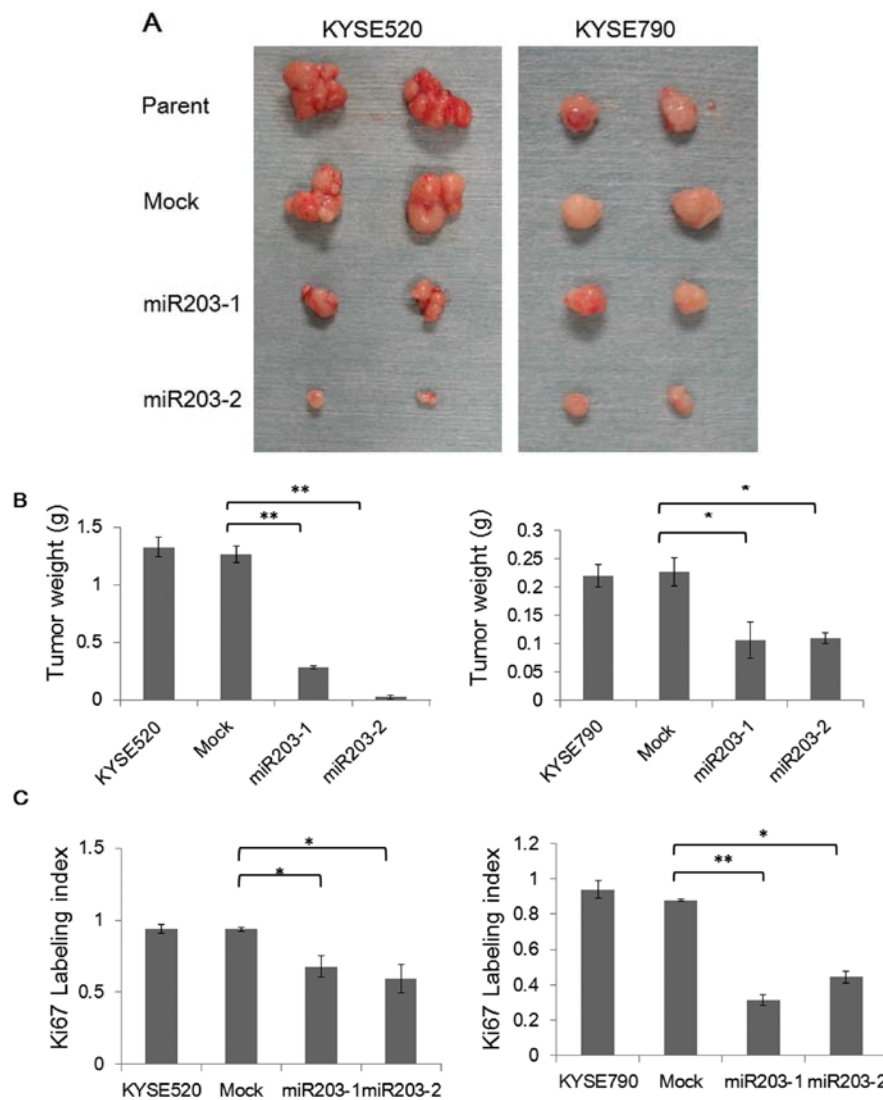 A
KYSE520 KYSE790
Parent
Mock
miR203-1
miR203-2
B
Tumor weight (g)
1.5
1
0.5
0
** 
**
KYSE520 Mock miR203-1 miR203-2
Tumor weight (g)
0.3
0.25
0.2
0.15
0.1
0.05
0
*
*
KYSE790 Mock miR203-1 miR203-2
C
Ki67 Labeling index
1.5
1
0.5
0
*
*
KYSE520 Mock miR203-1 miR203-2
Ki67 Labeling index
1.2
1
0.8
0.6
0.4
0.2
0
*
**
KYSE790 Mock miR203-1 miR203-2